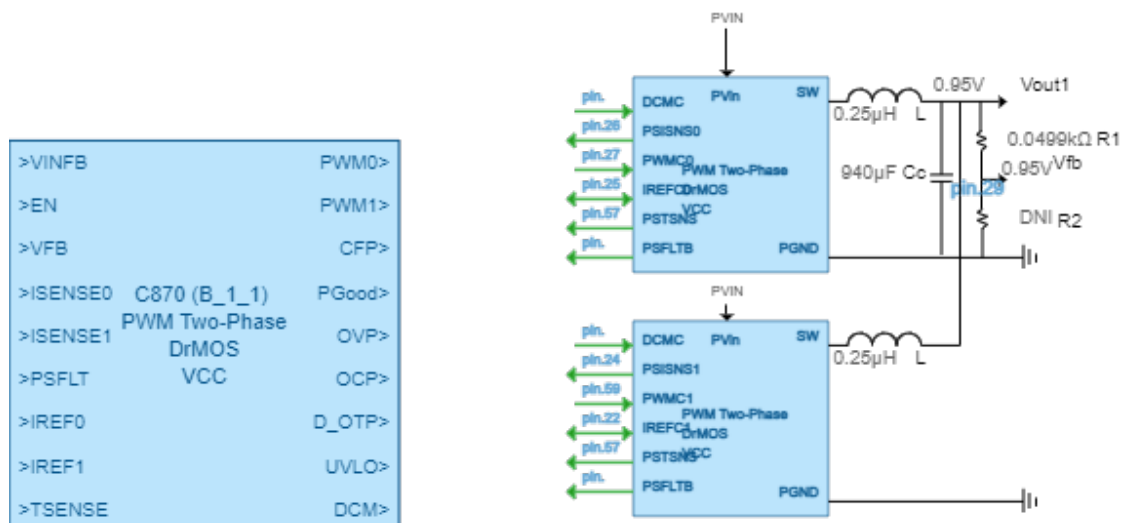 >VINFB
>EN
>VFB
>ISENSE0
>ISENSE1
>PSFLT
>IREF0
>IREF1
>TSENSE
C870 (B_1_1)
PWM Two-Phase
DrMOS
VCC
PWM0>
PWM1>
CFP>
PGood>
OVP>
OCP>
D_OTP>
UVLO>
DCM>
PVIN
pin.
pin.26
pin.27
pin.25
pin.57
pin.
DCMC
PSISNS0
PWMC0
IREFC0
PSTSNS
PSFLTB
PVIn
PWM Two-Phase
DrMOS
VCC
SW
PGND
0.25µH L
0.95V
Vout1
0.0499kΩ R1
940µF Cc
0.95V Vfb
pin.29
DNI R2
PVIN
pin.
pin.24
pin.59
pin.22
pin.57
pin.
DCMC
PSISNS1
PWMC1
IREFC1
PSTSNS
PSFLTB
PVIn
PWM Two-Phase
DrMOS
VCC
SW
PGND
0.25µH L